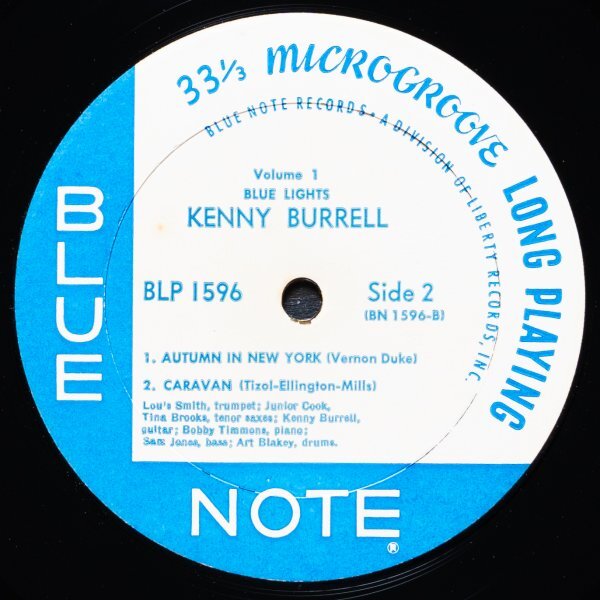 33⅓ MICROGROOVE LONG PLAYING
BLUE NOTE RECORDS • A DIVISION OF LIBERTY RECORDS, INC.
Volume 1
BLUE LIGHTS
KENNY BURRELL
BLP 1596 Side 2
(BN 1596-B)
1. AUTUMN IN NEW YORK (Vernon Duke)
2. CARAVAN (Tizol-Ellington-Mills)
Lou's Smith, trumpet; Junior Cook,
Tina Brooks, tenor saxes; Kenny Burrell,
guitar; Bobby Timmons, piano;
Sam Jones, bass; Art Blakey, drums.
BLUE
NOTE®